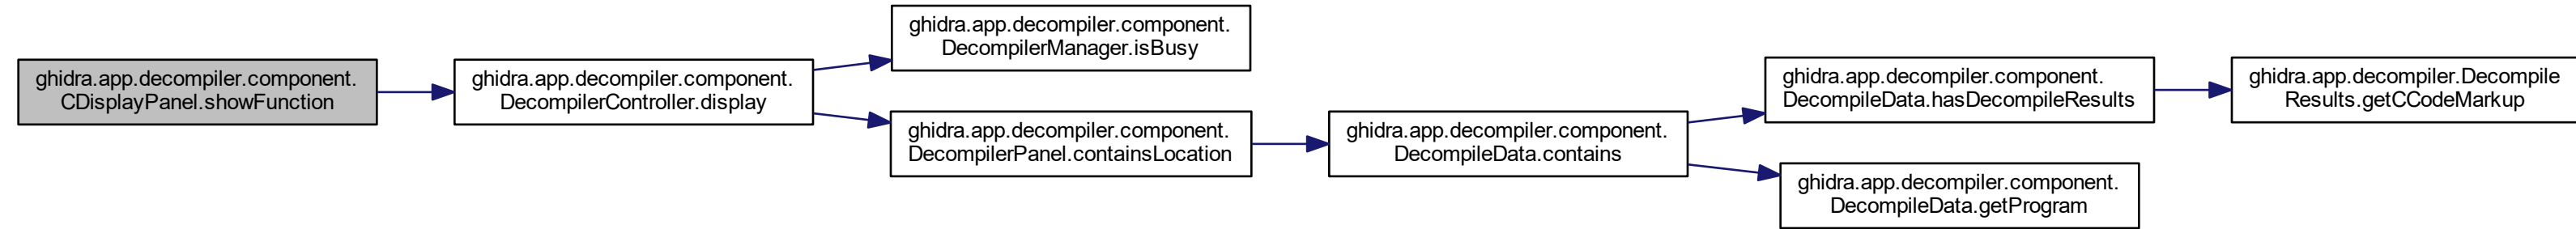 ghidra.app.decompiler.component.
CDisplayPanel.showFunction
ghidra.app.decompiler.component.
DecompilerController.display
ghidra.app.decompiler.component.
DecompilerManager.isBusy
ghidra.app.decompiler.component.
DecompilerPanel.containsLocation
ghidra.app.decompiler.component.
DecompileData.contains
ghidra.app.decompiler.component.
DecompileData.hasDecompileResults
ghidra.app.decompiler.Decompile
Results.getCCodeMarkup
ghidra.app.decompiler.component.
DecompileData.getProgram